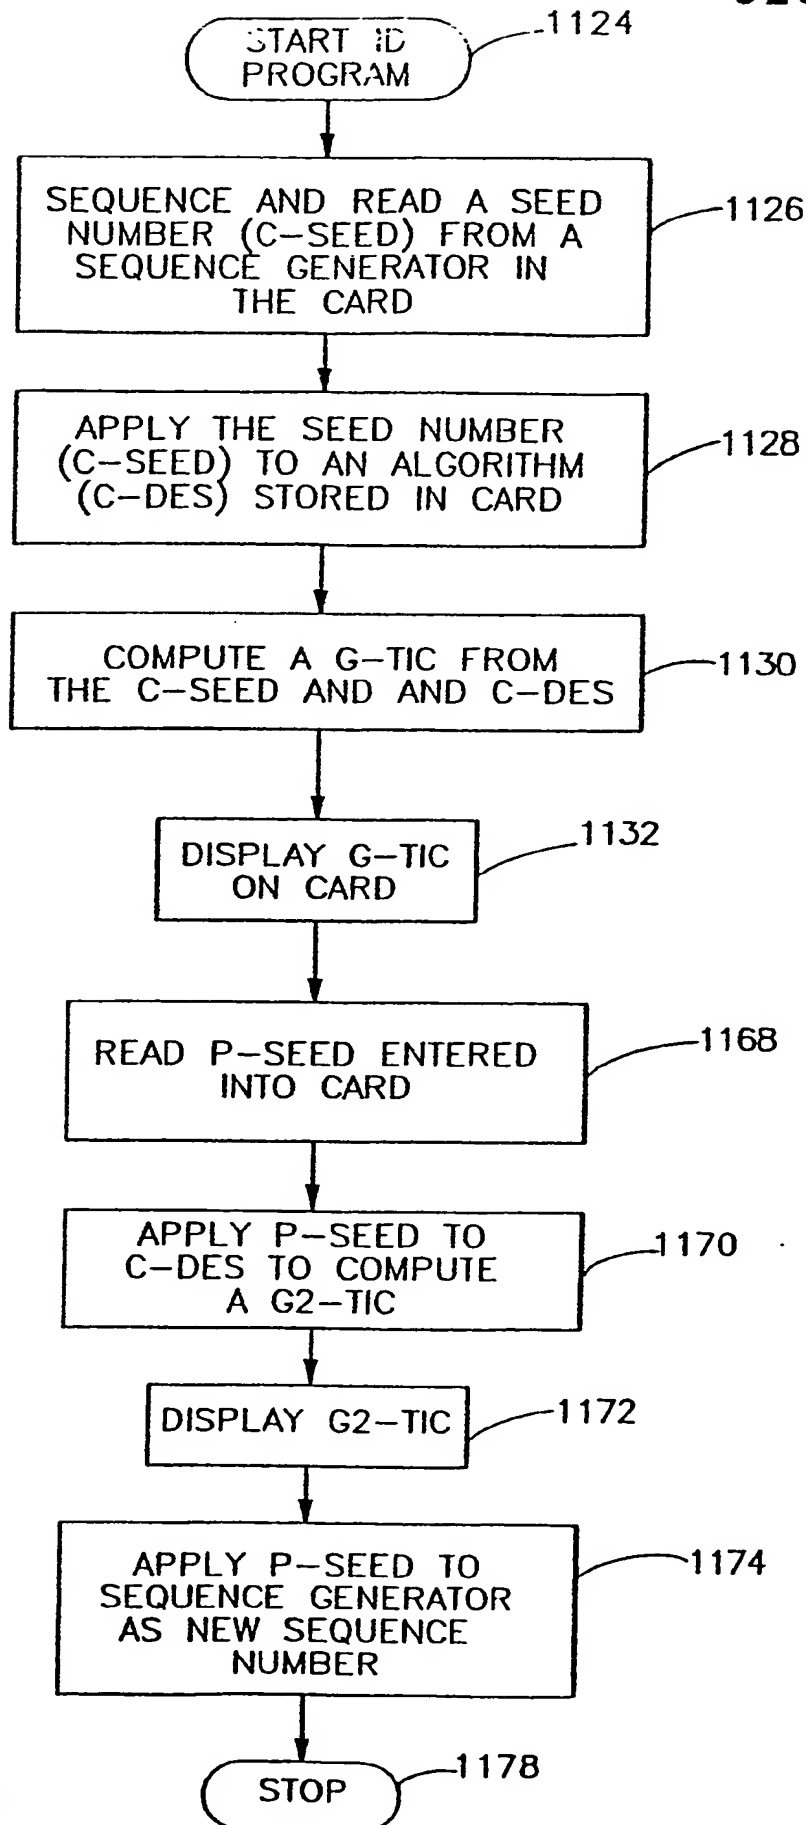 1124
START ID
PROGRAM
SEQUENCE AND READ A SEED
NUMBER (C-SEED) FROM A
SEQUENCE GENERATOR IN
THE CARD
1126
APPLY THE SEED NUMBER
(C-SEED) TO AN ALGORITHM
(C-DES) STORED IN CARD
1128
COMPUTE A G-TIC FROM
THE C-SEED AND AND C-DES
1130
DISPLAY G-TIC
ON CARD
1132
READ P-SEED ENTERED
INTO CARD
1168
APPLY P-SEED TO
C-DES TO COMPUTE
A G2-TIC
1170
DISPLAY G2-TIC
1172
APPLY P-SEED TO
SEQUENCE GENERATOR
AS NEW SEQUENCE
NUMBER
1174
STOP
1178